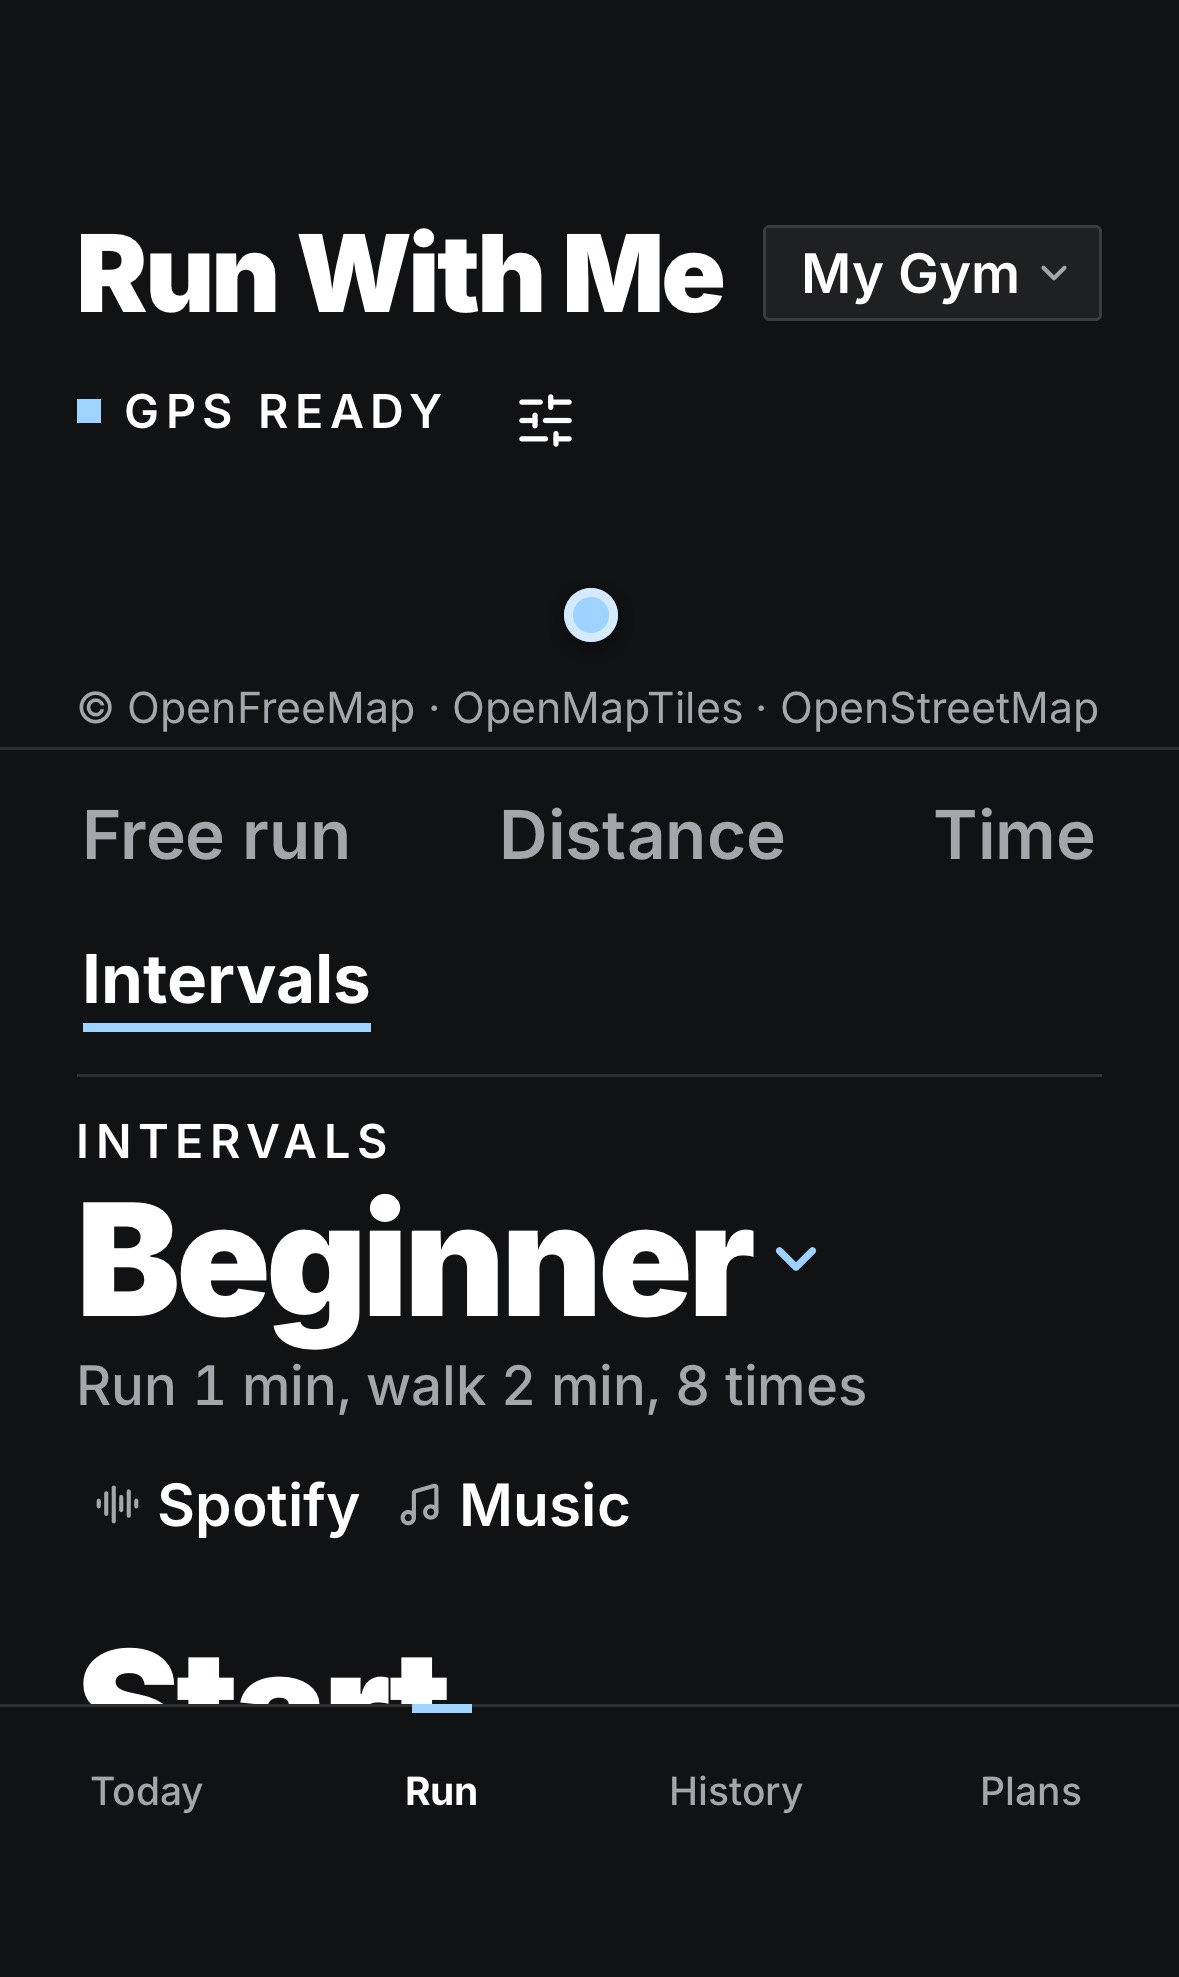 Run With Me
My Gym
GPS READY
© OpenFreeMap · OpenMapTiles · OpenStreetMap
Free run Distance Time
Intervals
INTERVALS
Beginner
Run 1 min, walk 2 min, 8 times
Spotify Music
Start
Today Run History Plans